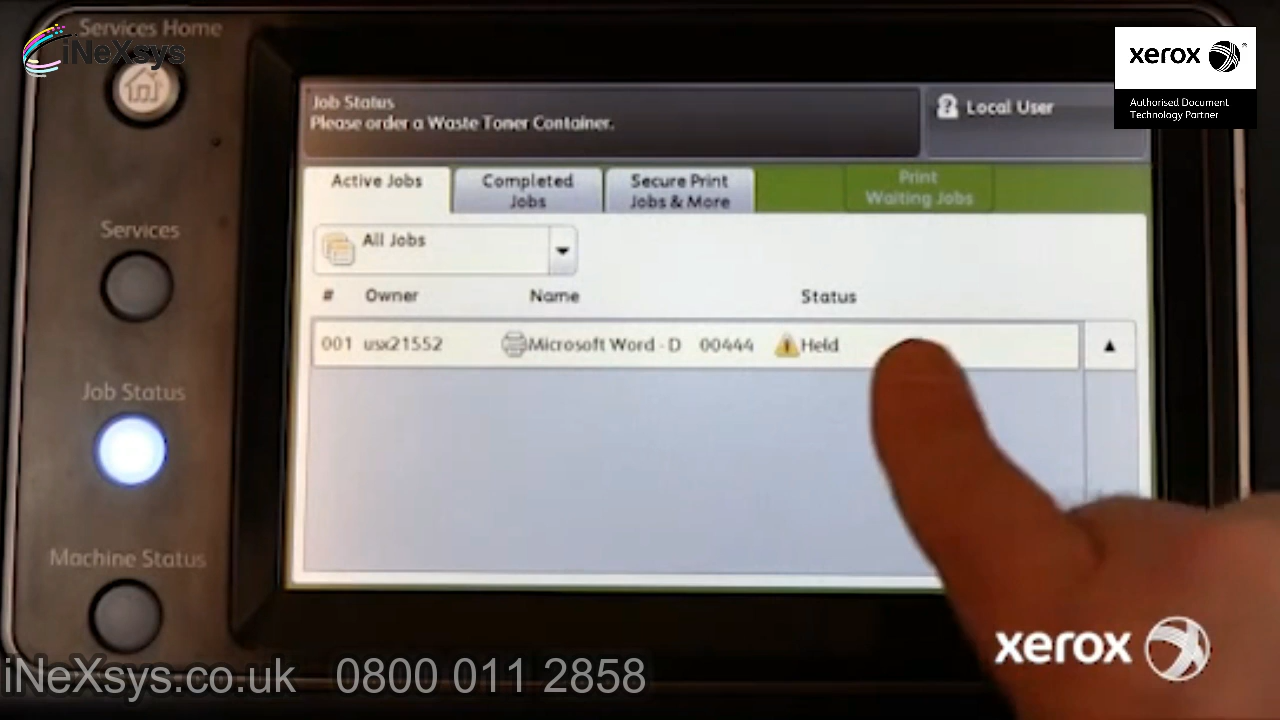 Services Home
iNeXsys
xerox
Authorised Document
Technology Partner
Job Status
Please order a Waste Toner Container.
Local User
Active Jobs
Completed
Jobs
Secure Print
Jobs & More
Print
Waiting Jobs
Services
All Jobs
# Owner Name Status
001 usx21552 Microsoft Word - D 00444 Held
Job Status
Machine Status
xerox
iNeXsys.co.uk 0800 011 2858